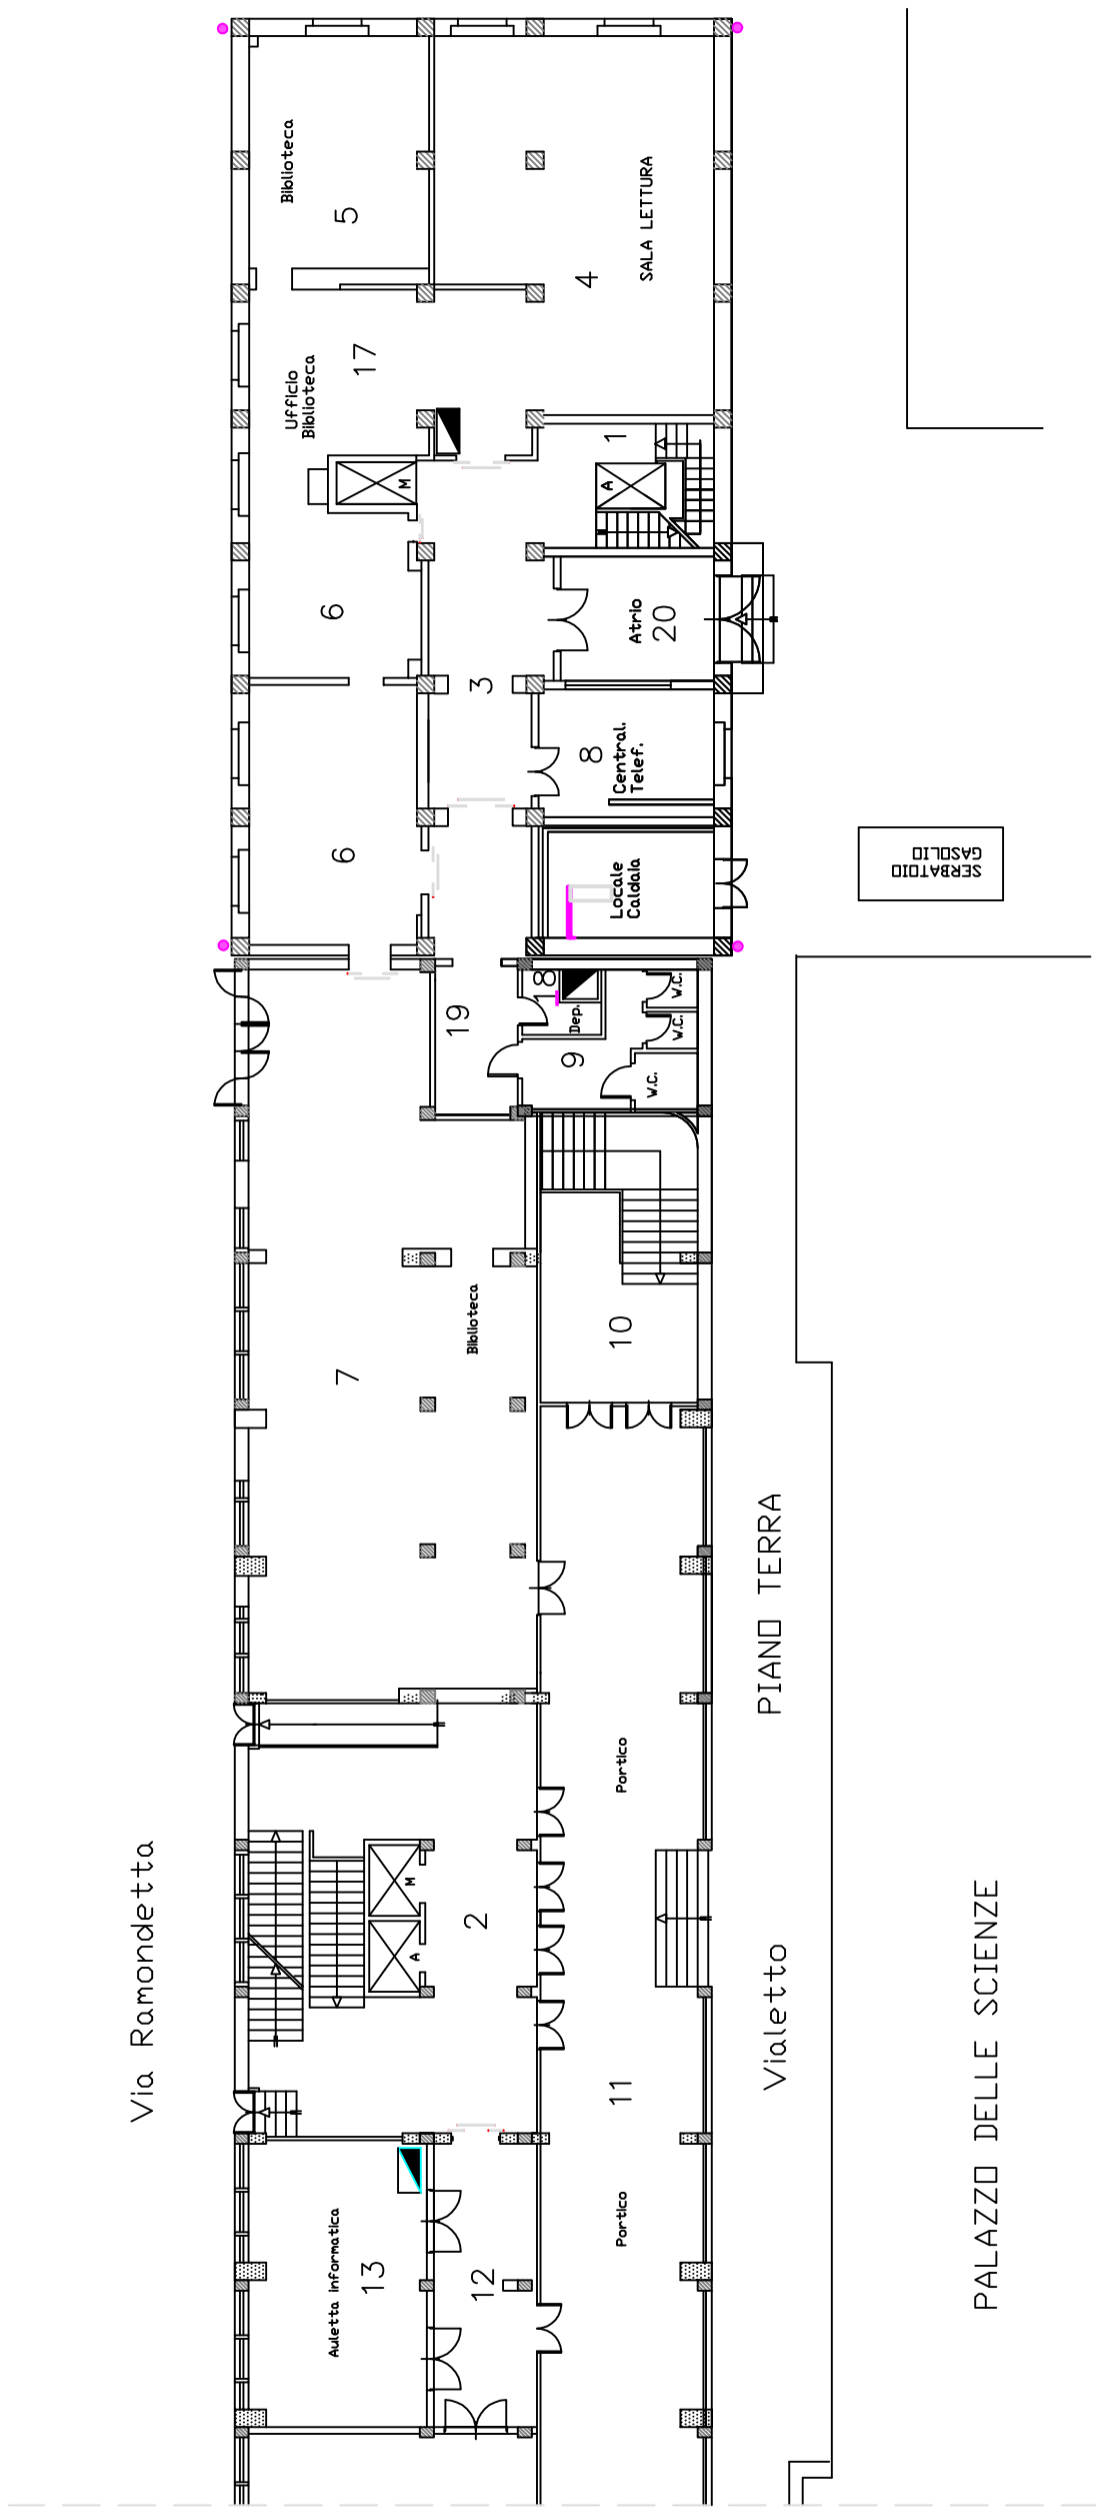 Biblioteca
5
SALA LETTURA
4
17
Ufficio
Biblioteca
1
M
A
6
Atrio
20
3
8
Central.
Telef.
6
Locale
Caldaia
SERBATOIO
GASOLIO
18
W.C.
19
Dep.
W.C.
9
W.C.
Biblioteca
10
7
PIANO TERRA
Portico
Via Ramondetta
M
2
A
Vialetto
PALAZZO DELLE SCIENZE
11
Portico
Auletta informatica
13
12